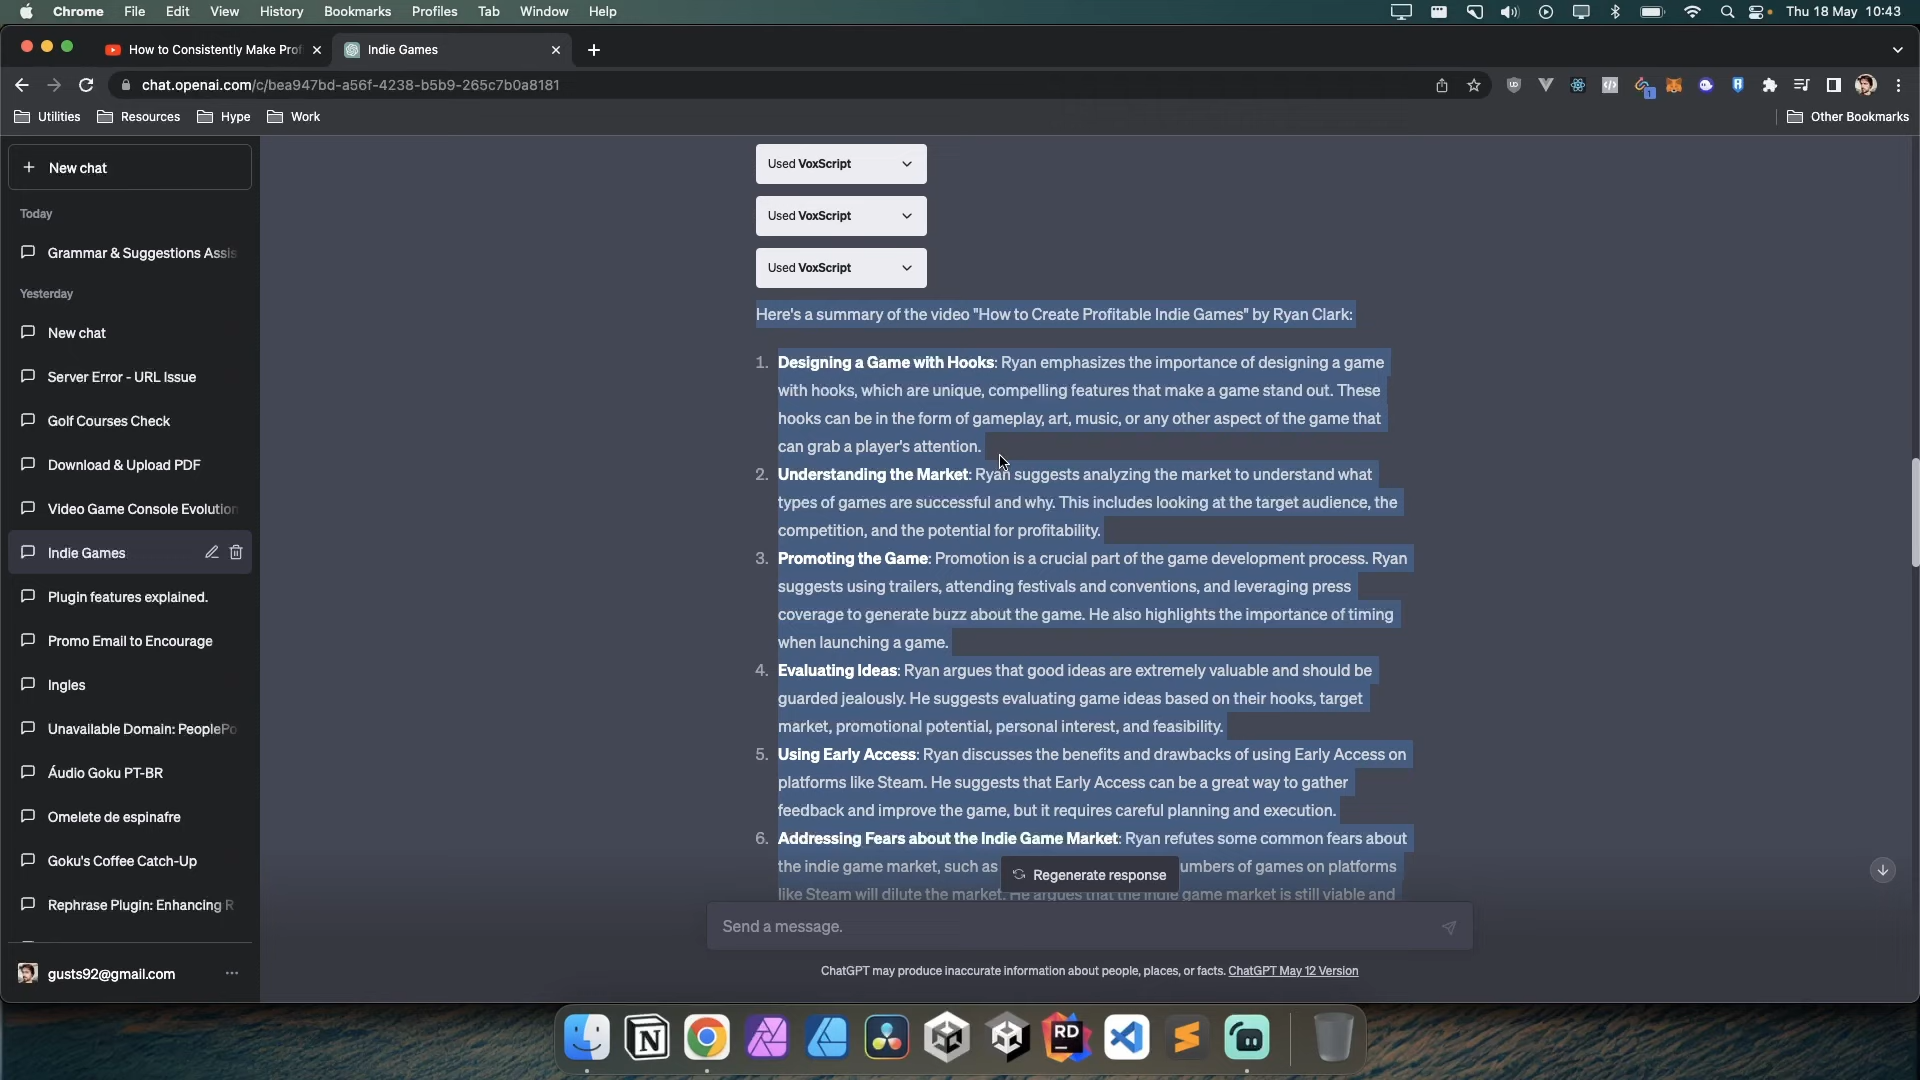 Chrome File Edit View History Bookmarks Profiles Tab Window Help Thu 18 May 10:43
How to Consistently Make Prof Indie Games
chat.openai.com/c/bea947bd-a56f-4238-b5b9-265c7b0a8181
Utilities Resources Hype Work Other Bookmarks
New chat
Today
Grammar & Suggestions Assis
Yesterday
New chat
Server Error - URL Issue
Golf Courses Check
Download & Upload PDF
Video Game Console Evolution
Indie Games
Plugin features explained.
Promo Email to Encourage
Ingles
Unavailable Domain: PeoplePo
Áudio Goku PT-BR
Omelete de espinafre
Goku's Coffee Catch-Up
Rephrase Plugin: Enhancing R
gusts92@gmail.com
Used VoxScript
Used VoxScript
Used VoxScript
Here's a summary of the video "How to Create Profitable Indie Games" by Ryan Clark:
1. Designing a Game with Hooks: Ryan emphasizes the importance of designing a game
with hooks, which are unique, compelling features that make a game stand out. These
hooks can be in the form of gameplay, art, music, or any other aspect of the game that
can grab a player's attention.
2. Understanding the Market: Ryan suggests analyzing the market to understand what
types of games are successful and why. This includes looking at the target audience, the
competition, and the potential for profitability.
3. Promoting the Game: Promotion is a crucial part of the game development process. Ryan
suggests using trailers, attending festivals and conventions, and leveraging press
coverage to generate buzz about the game. He also highlights the importance of timing
when launching a game.
4. Evaluating Ideas: Ryan argues that good ideas are extremely valuable and should be
guarded jealously. He suggests evaluating game ideas based on their hooks, target
market, promotional potential, personal interest, and feasibility.
5. Using Early Access: Ryan discusses the benefits and drawbacks of using Early Access on
platforms like Steam. He suggests that Early Access can be a great way to gather
feedback and improve the game, but it requires careful planning and execution.
6. Addressing Fears about the Indie Game Market: Ryan refutes some common fears about
the indie game market, such as umbers of games on platforms
Regenerate response
like Steam will dilute the market. He argues that the indie game market is still viable and
Send a message.
ChatGPT may produce inaccurate information about people, places, or facts. ChatGPT May 12 Version
RD